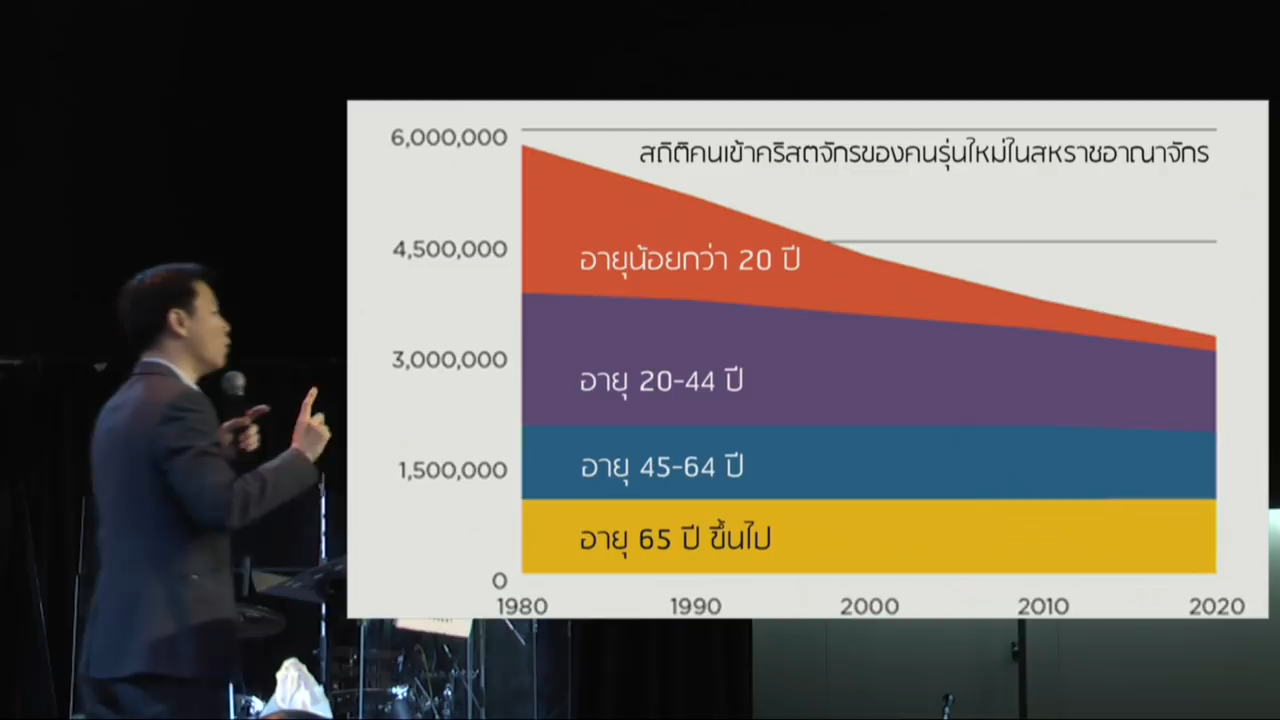 6,000,000
สถิติคนเข้าคริสตจักรของคนรุ่นใหม่ในสหราชอาณาจักร
4,500,000
อายุน้อยกว่า 20 ปี
3,000,000
อายุ 20-44 ปี
1,500,000
อายุ 45-64 ปี
อายุ 65 ปี ขึ้นไป
0
1980 1990 2000 2010 2020